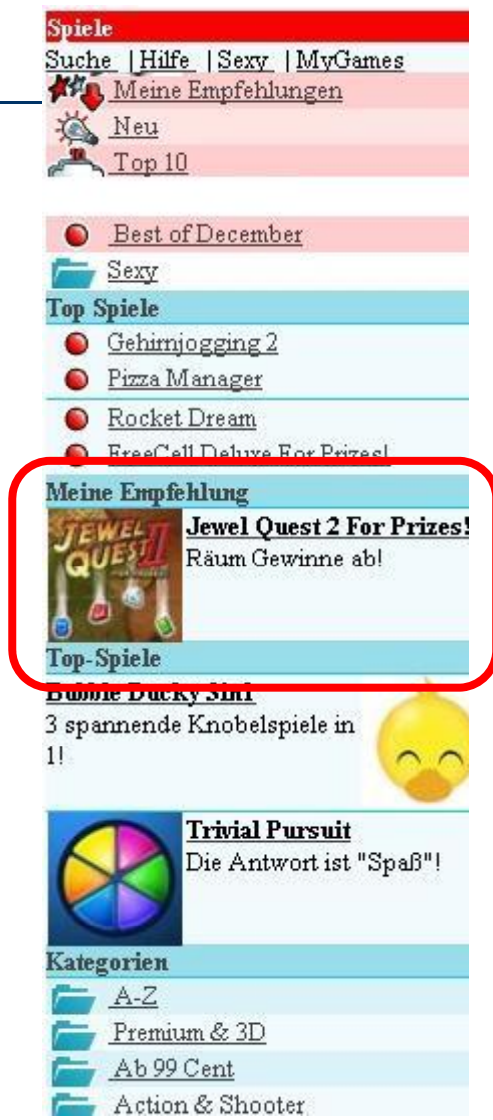 Spiele
Suche | Hilfe | Sexy | MyGames
Meine Empfehlungen
Neu
Top 10
Best of December
Sexy
Top Spiele
Gehirnjogging 2
Pizza Manager
Rocket Dream
FreeCell Deluxe For Prizes!
Meine Empfehlung
JEWEL QUEST II
Jewel Quest 2 For Prizes!
Räum Gewinne ab!
Top-Spiele
Bubble Ducky 3in1
3 spannende Knobelspiele in
1!
Trivial Pursuit
Die Antwort ist "Spaß"!
Kategorien
A-Z
Premium & 3D
Ab 99 Cent
Action & Shooter